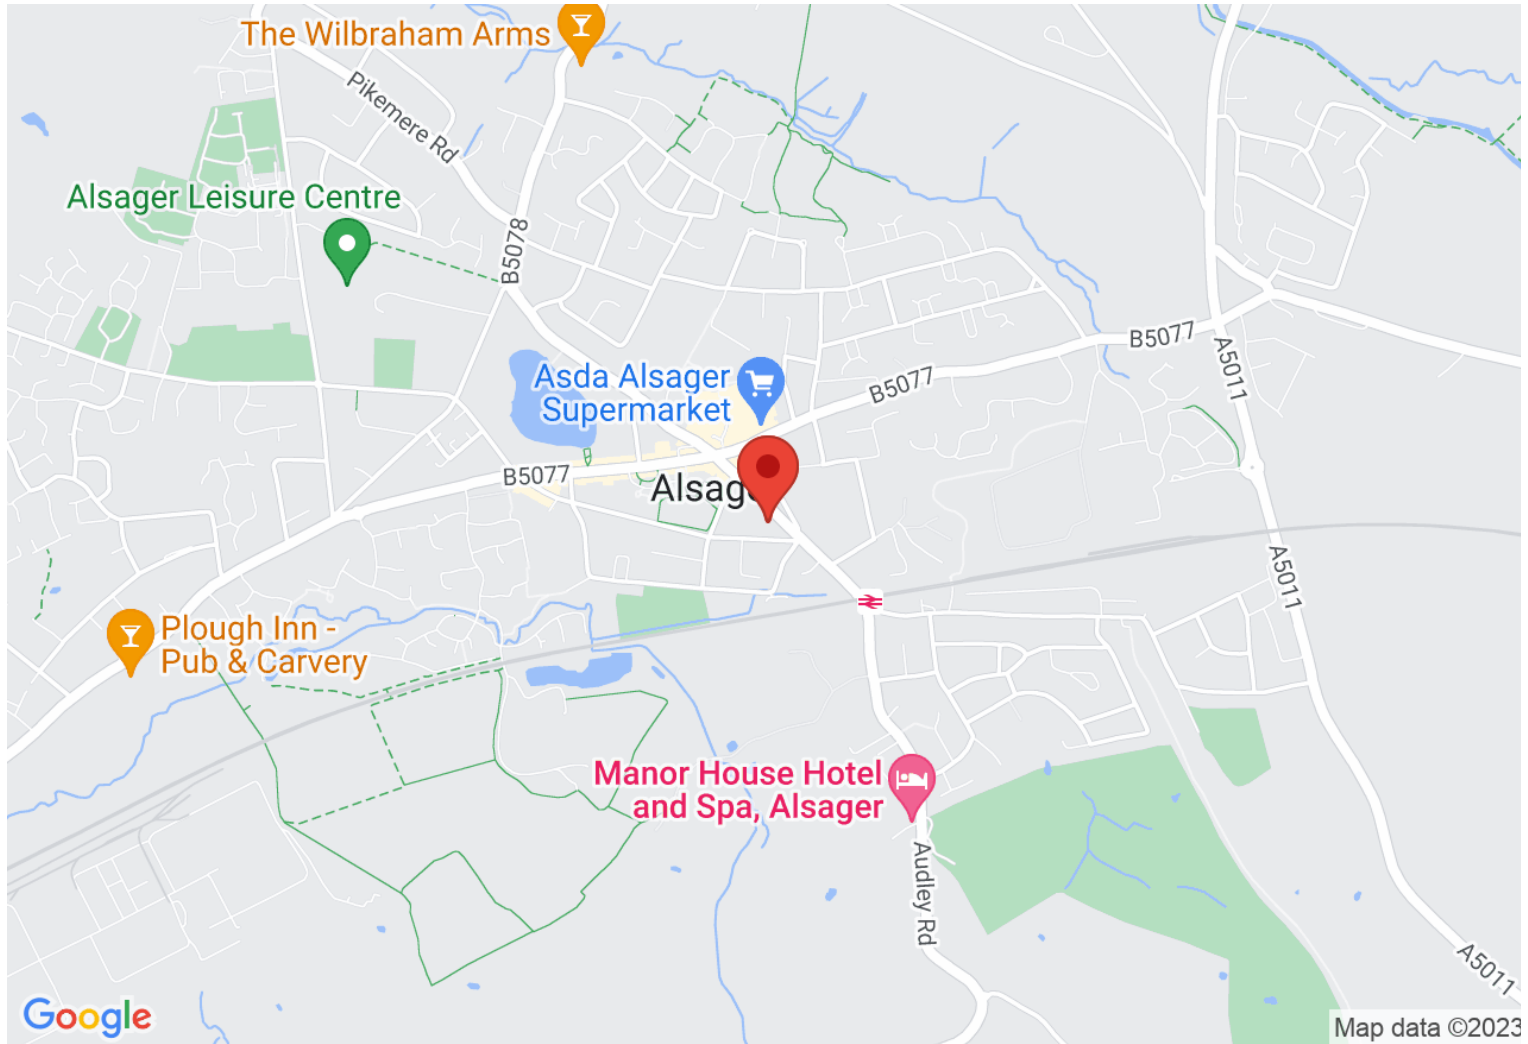 The Wilbraham Arms
Pikemere Rd
Alsager Leisure Centre
B5078
B5077
A5011
Asda Alsager
Supermarket
B5077
B5077
Alsag
A5011
Plough Inn -
Pub & Carvery
Manor House Hotel
and Spa, Alsager
Audley Rd
A5011
Google
Map data ©2023